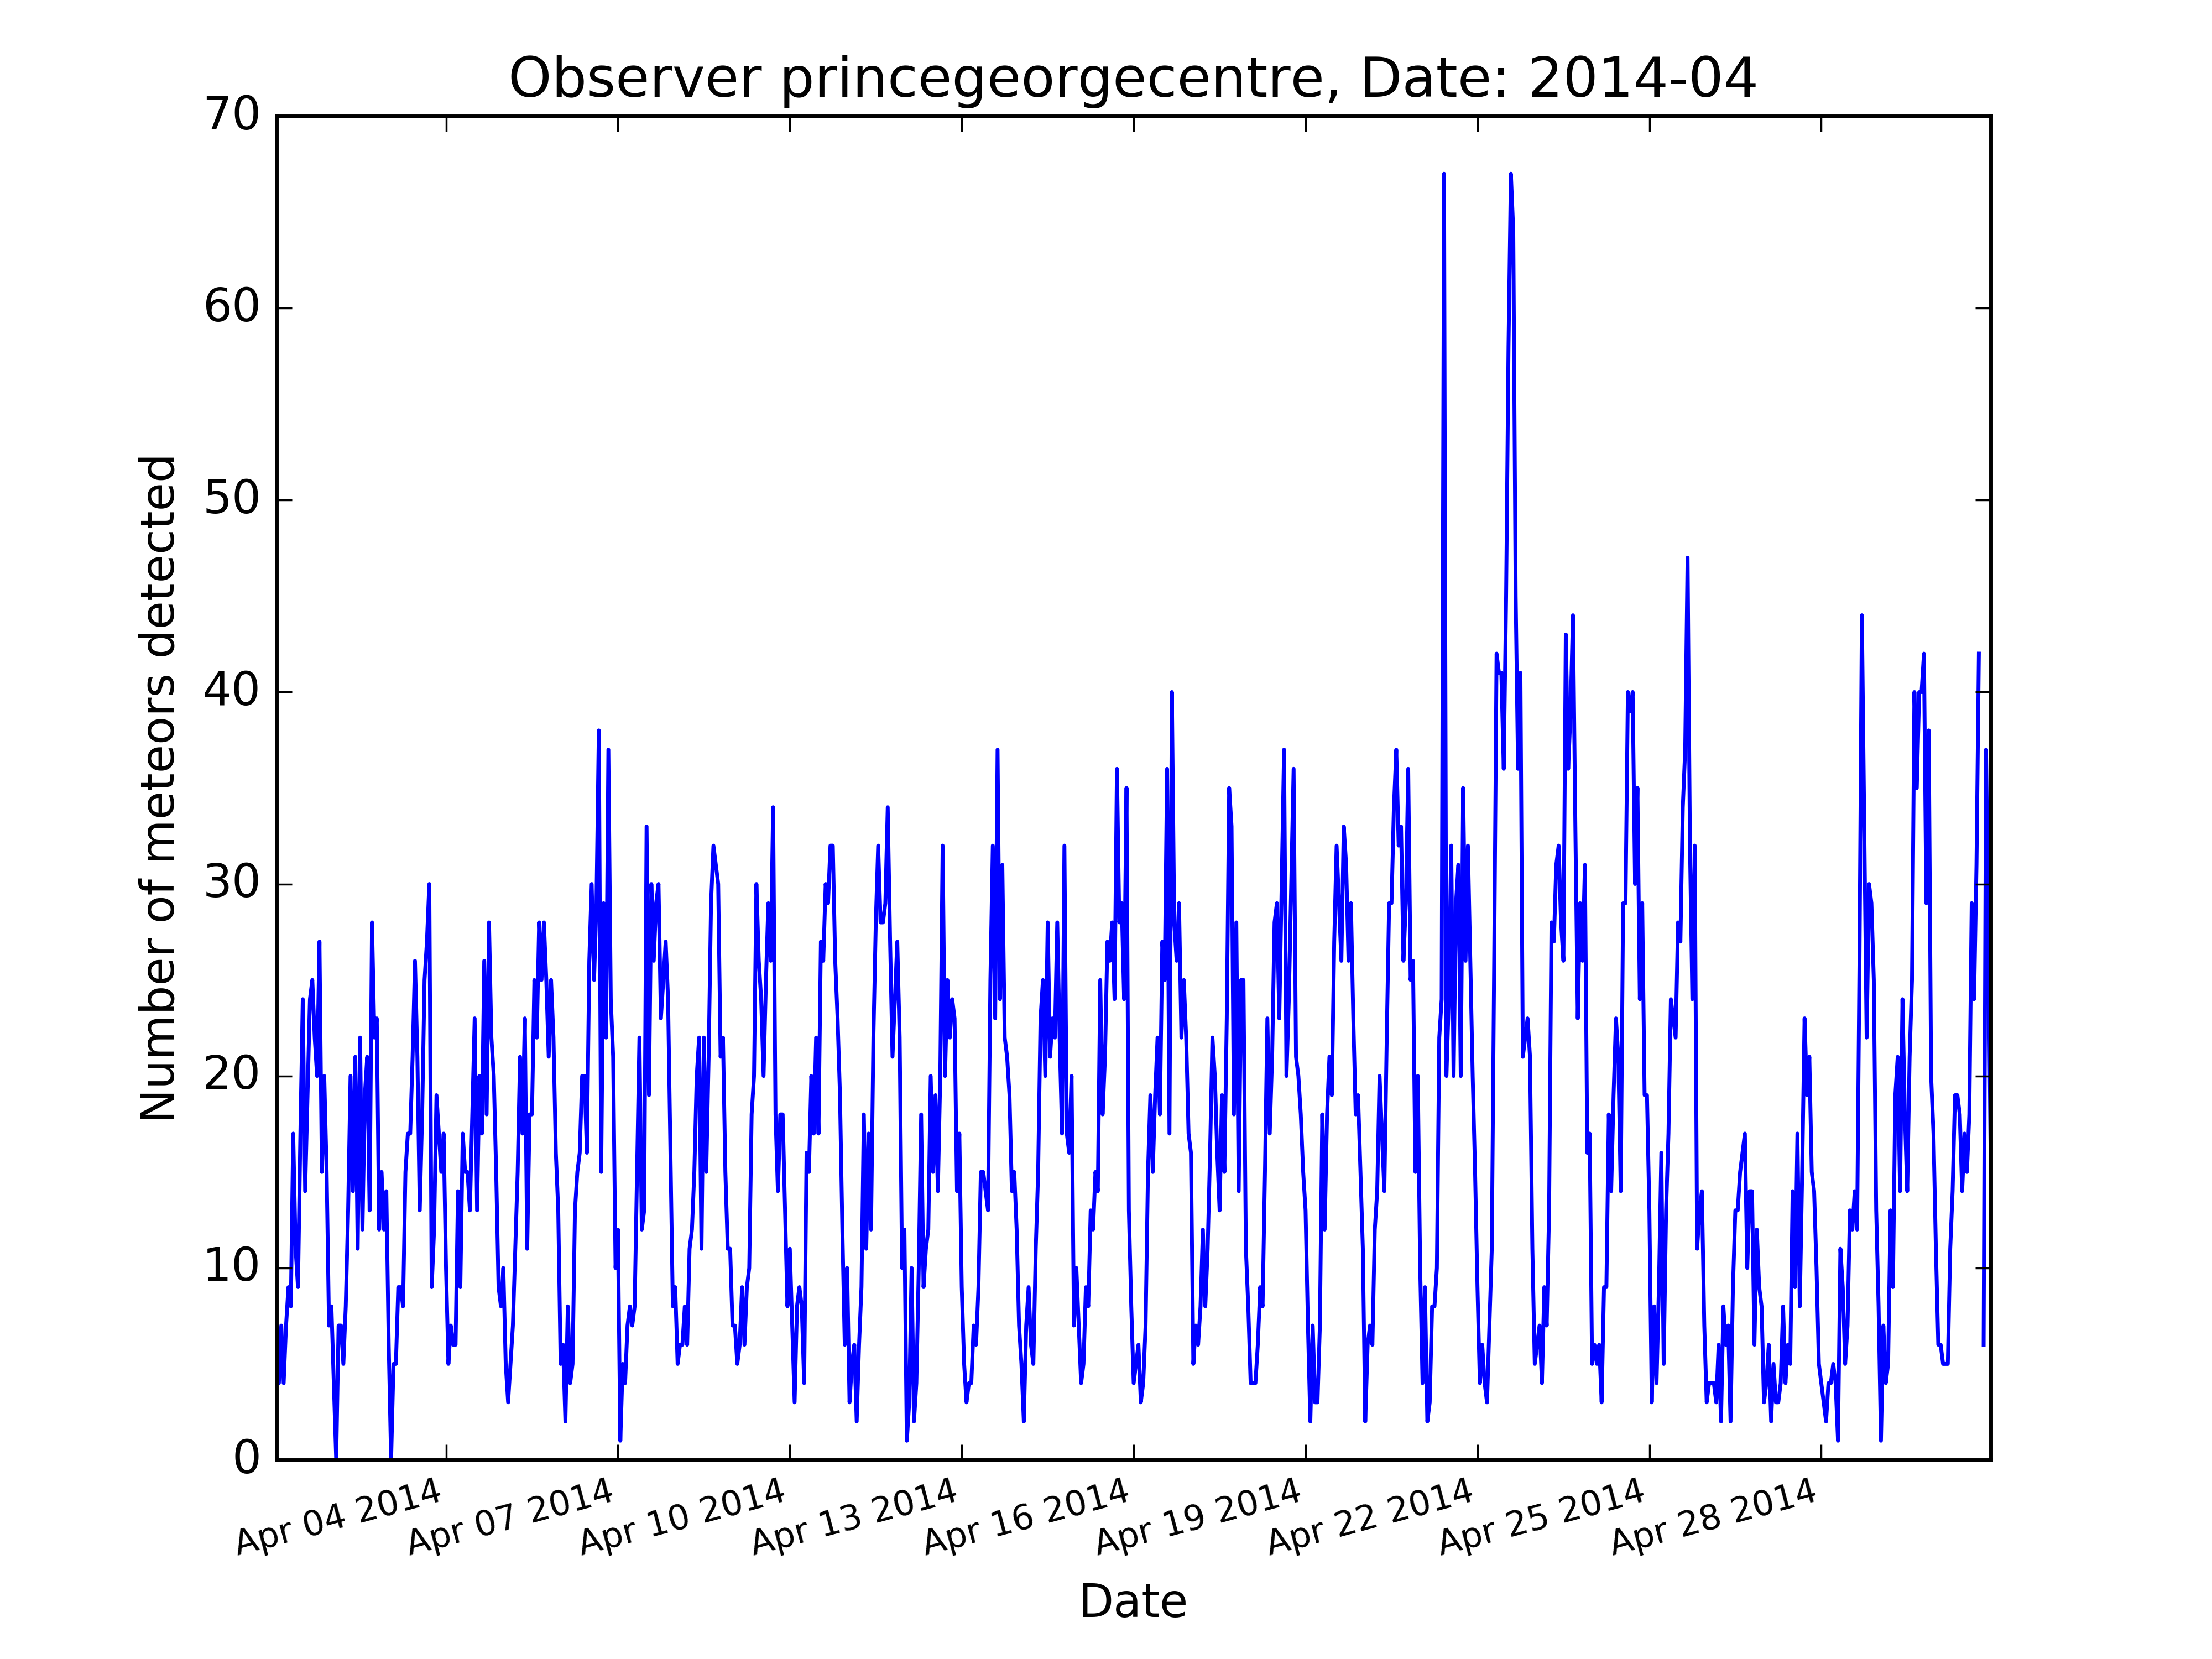 Observer princegeorgecentre, Date: 2014-04
70
60
50
40
30
20
10
0
Number of meteors detected
Apr 04 2014
Apr 07 2014
Apr 10 2014
Apr 13 2014
Apr 16 2014
Apr 19 2014
Apr 22 2014
Apr 25 2014
Apr 28 2014
Date